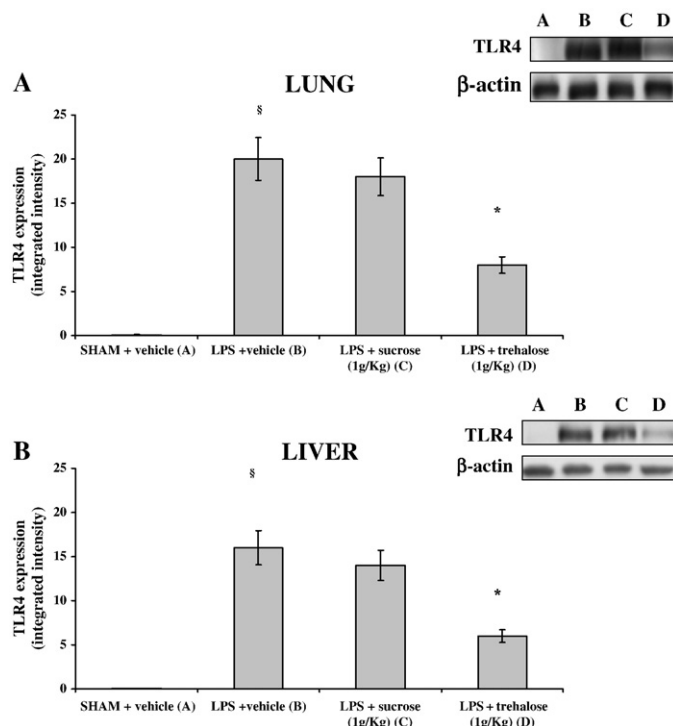 A B C D
TLR4
β-actin
A
LUNG
TLR4 expression
(integrated intensity)
25
20
15
10
5
0
§
*
SHAM + vehicle (A)
LPS +vehicle (B)
LPS + sucrose
(1g/Kg) (C)
LPS + trehalose
(1g/Kg) (D)
A B C D
TLR4
β-actin
B
LIVER
TLR4 expression
(integrated intensity)
25
20
15
10
5
0
§
*
SHAM + vehicle (A)
LPS +vehicle (B)
LPS + sucrose
(1g/Kg) (C)
LPS + trehalose
(1g/Kg) (D)